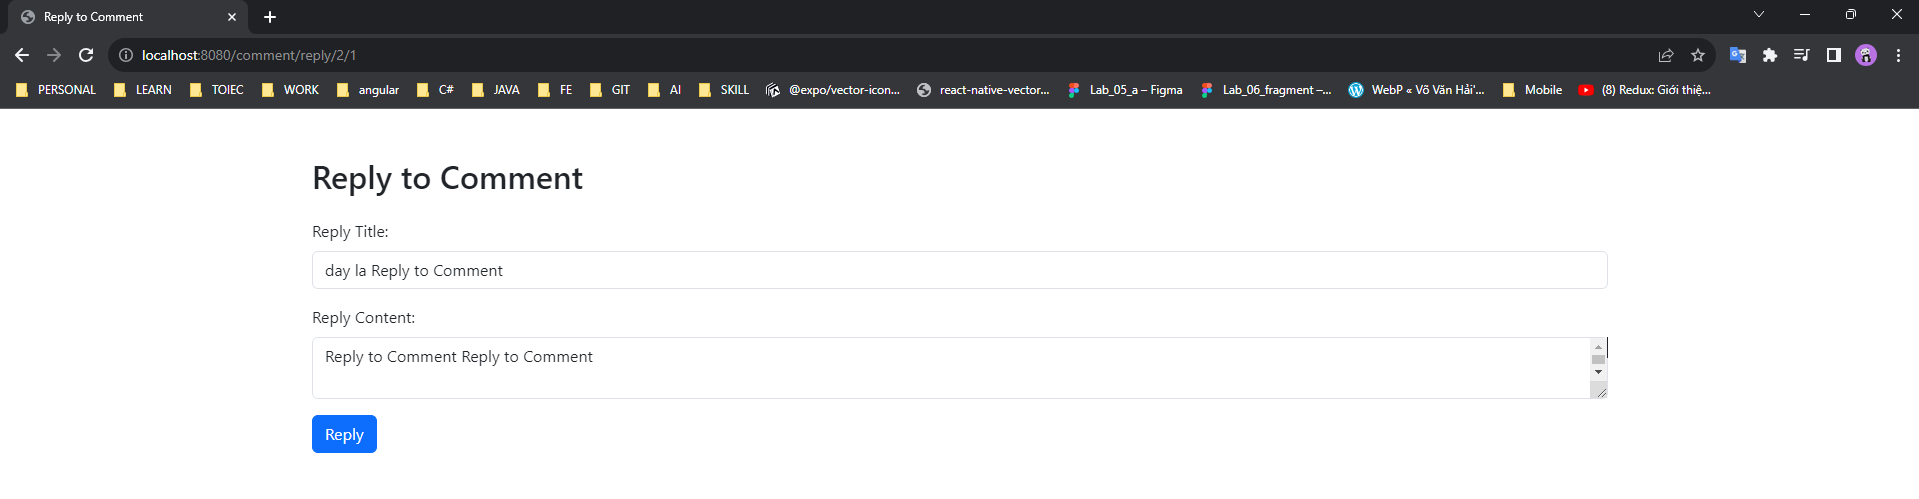 Reply to Comment
localhost:8080/comment/reply/2/1
PERSONAL LEARN TOIEC WORK angular C# JAVA FE GIT AI SKILL @expo/vector-icon... react-native-vector... Lab_05_a – Figma Lab_06_fragment –... WebP « Võ Văn Hải'... Mobile (8) Redux: Giới thiệ...
Reply to Comment
Reply Title:
day la Reply to Comment
Reply Content:
Reply to Comment Reply to Comment
Reply